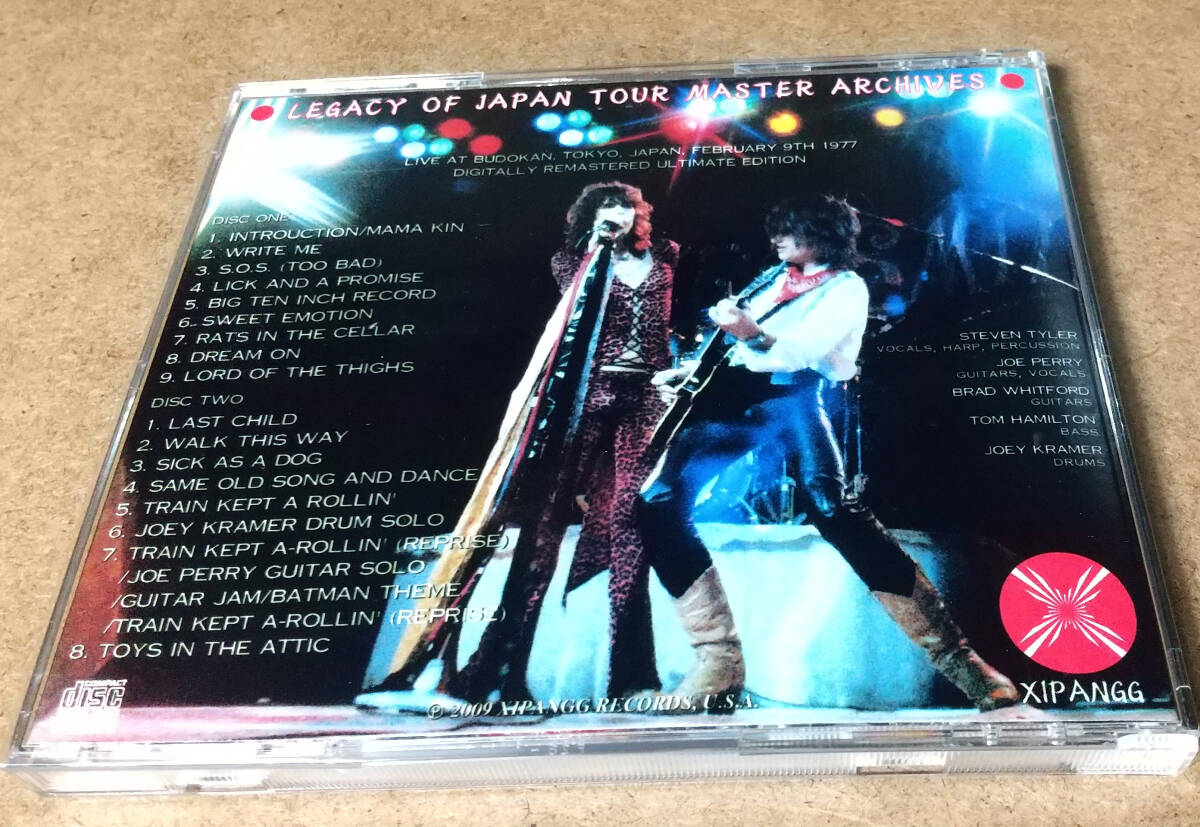 LEGACY OF JAPAN TOUR MASTER ARCHIVES
LIVE AT BUDOKAN, TOKYO, JAPAN, FEBRUARY 9TH 1977
DIGITALLY REMASTERED ULTIMATE EDITION
DISC ONE
1. INTROUCTION/MAMA KIN
2. WRITE ME
3. S.O.S. (TOO BAD)
4. LICK AND A PROMISE
5. BIG TEN INCH RECORD
6. SWEET EMOTION
7. RATS IN THE CELLAR
8. DREAM ON
9. LORD OF THE THIGHS
DISC TWO
1. LAST CHILD
2. WALK THIS WAY
3. SICK AS A DOG
4. SAME OLD SONG AND DANCE
5. TRAIN KEPT A ROLLIN'
6. JOEY KRAMER DRUM SOLO
7. TRAIN KEPT A-ROLLIN' (REPRISE)
/JOE PERRY GUITAR SOLO
/GUITAR JAM/BATMAN THEME
/TRAIN KEPT A-ROLLIN' (REPRISE)
8. TOYS IN THE ATTIC
STEVEN TYLER
VOCALS, HARP, PERCUSSION
JOE PERRY
GUITARS, VOCALS
BRAD WHITFORD
GUITARS
TOM HAMILTON
BASS
JOEY KRAMER
DRUMS
COMPACT
disc
℗ 2009 XIPANGG RECORDS, U.S.A.
XIPANGG